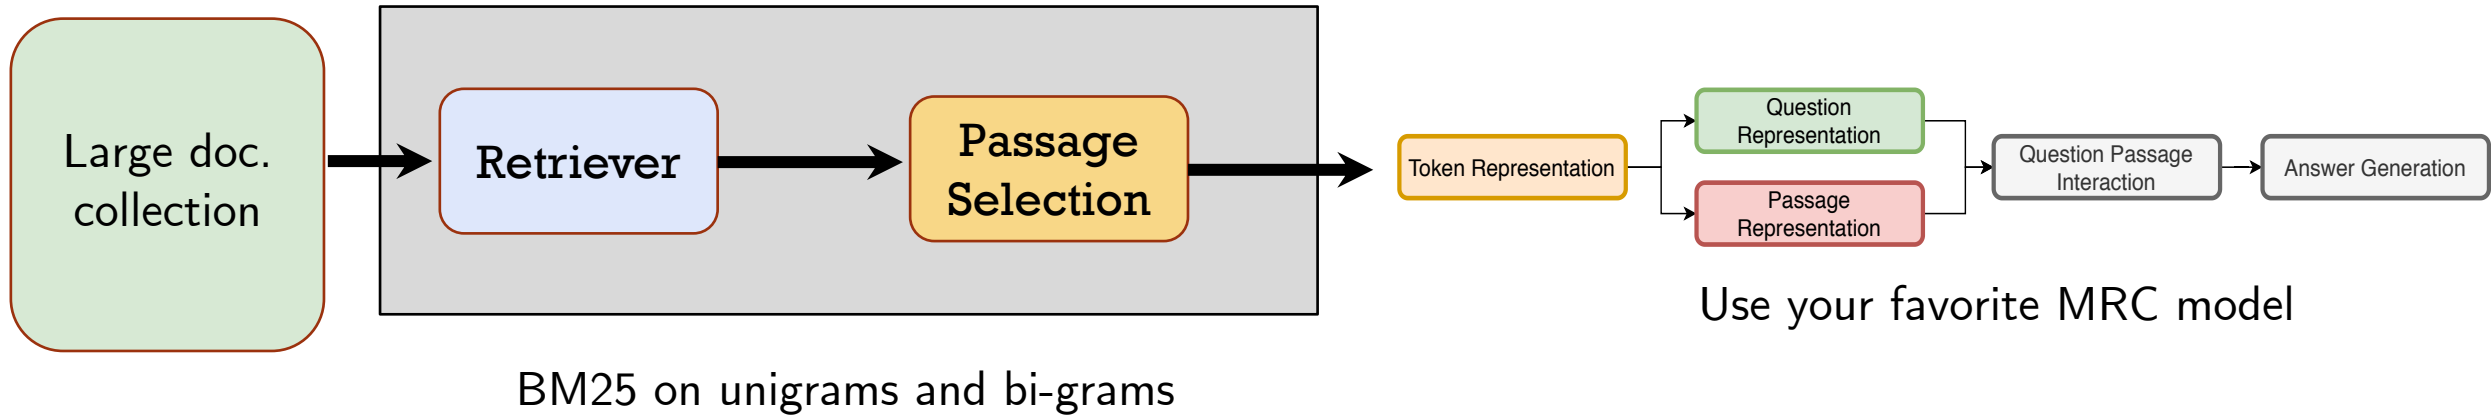 Large doc.
collection
Retriever
Passage
Selection
BM25 on unigrams and bi-grams
Token Representation
Question
Representation
Passage
Representation
Question Passage
Interaction
Answer Generation
Use your favorite MRC model